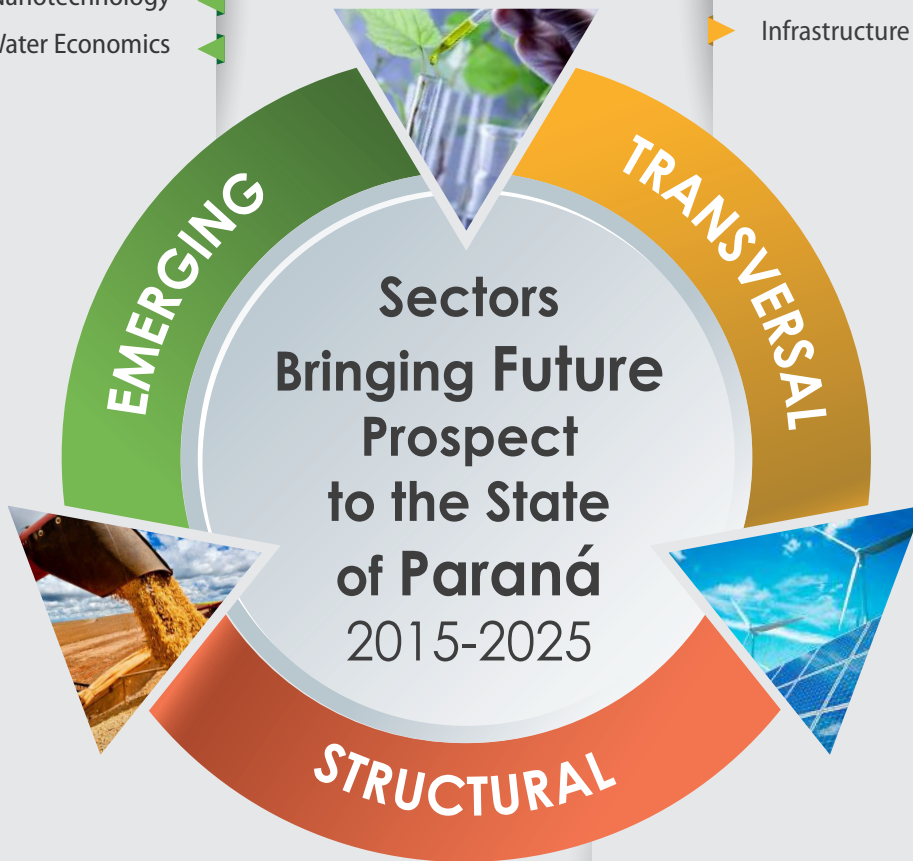 Water Economics
Infrastructure
EMERGING
TRANSVERSAL
Sectors
Bringing Future
Prospect
to the State
of Paraná
2015-2025
STRUCTURAL